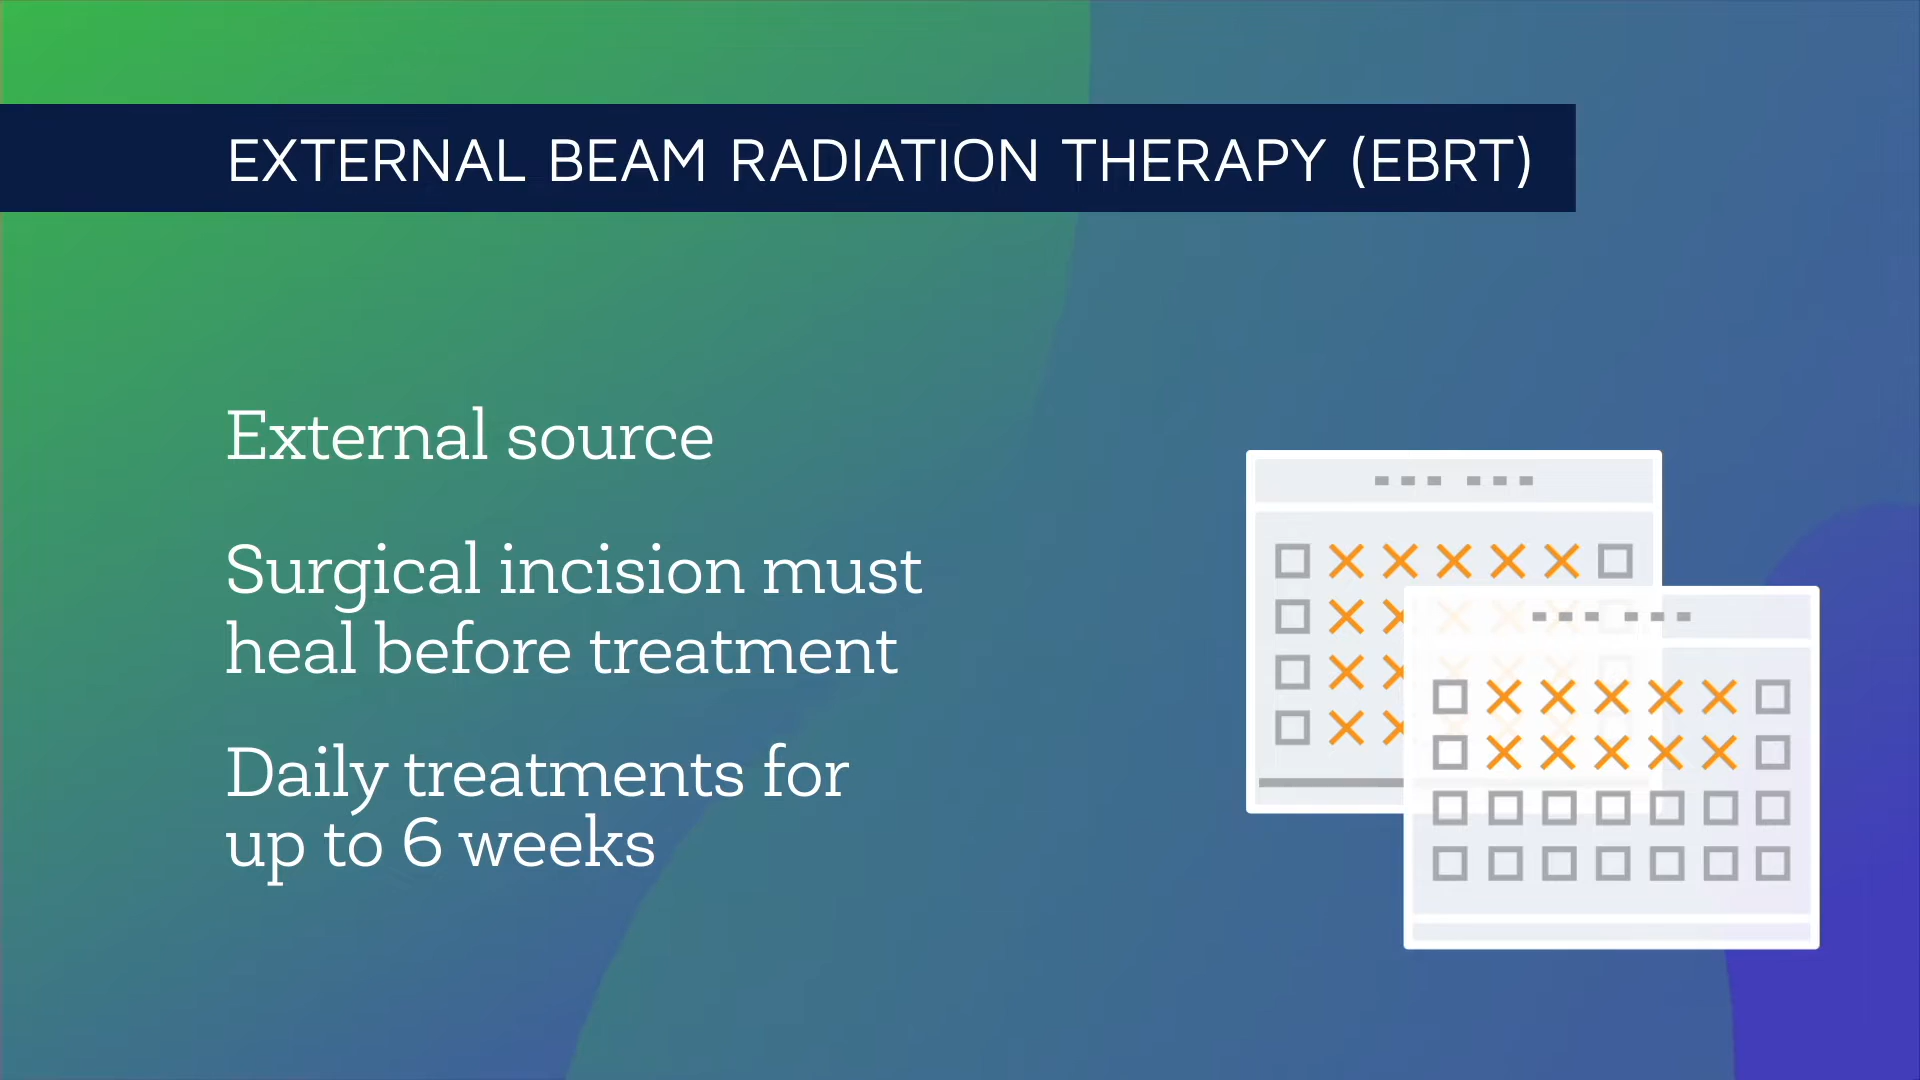 EXTERNAL BEAM RADIATION THERAPY (EBRT)
External source
Surgical incision must
heal before treatment
Daily treatments for
up to 6 weeks